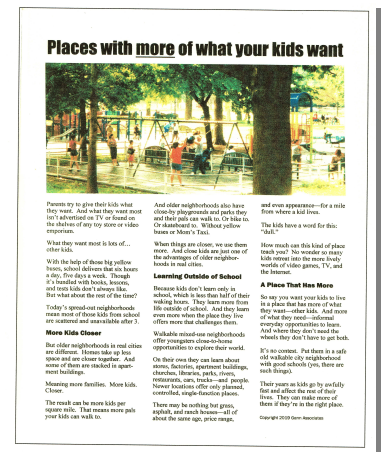 Places with more of what your kids want
Parents try to give their kids what
they want. And what they want most
isn't advertised on TV or found on
the shelves of any toy store or video
emporium.
What they want most is lots of…
other kids.
With the help of those big yellow
buses, school delivers that six hours
a day, five days a week. Though
it's bundled with books, lessons,
and tests kids don't always like.
But what about the rest of the time?
Today's spread-out neighborhoods
mean most of those kids from school
are scattered and unavailable after 3.
More Kids Closer
But older neighborhoods in real cities
are different. Homes take up less
space and are closer together. And
some of them are stacked in apart-
ment buildings.
Meaning more families. More kids.
Closer.
The result can be more kids per
square mile. That means more pals
your kids can walk to.
And older neighborhoods also have
close-by playgrounds and parks they
and their pals can walk to. Or bike to.
Or skateboard to. Without yellow
buses or Mom's Taxi.
When things are closer, we use them
more. And close kids are just one of
the advantages of older neighbor-
hoods in real cities.
Learning Outside of School
Because kids don't learn only in
school, which is less than half of their
waking hours. They learn more from
life outside of school. And they learn
even more when the place they live
offers more that challenges them.
Walkable mixed-use neighborhoods
offer youngsters close-to-home
opportunities to explore their world.
On their own they can learn about
stores, factories, apartment buildings,
churches, libraries, parks, rivers,
restaurants, cars, trucks—and people.
Newer locations offer only planned,
controlled, single-function places.
There may be nothing but grass,
asphalt, and ranch houses—all of
about the same age, price range,
and even appearance—for a mile
from where a kid lives.
The kids have a word for this:
"dull."
How much can this kind of place
teach you? No wonder so many
kids retreat into the more lively
worlds of video games, TV, and
the Internet.
A Place That Has More
So say you want your kids to live
in a place that has more of what
they want—other kids. And more
of what they need—informal
everyday opportunities to learn.
And where they don't need the
wheels they don't have to get both.
It's no contest. Put them in a safe
old walkable city neighborhood
with good schools (yes, there are
such things).
Their years as kids go by awfully
fast and affect the rest of their
lives. They can make more of
them if they're in the right place.
Copyright 2019 Gann Associates